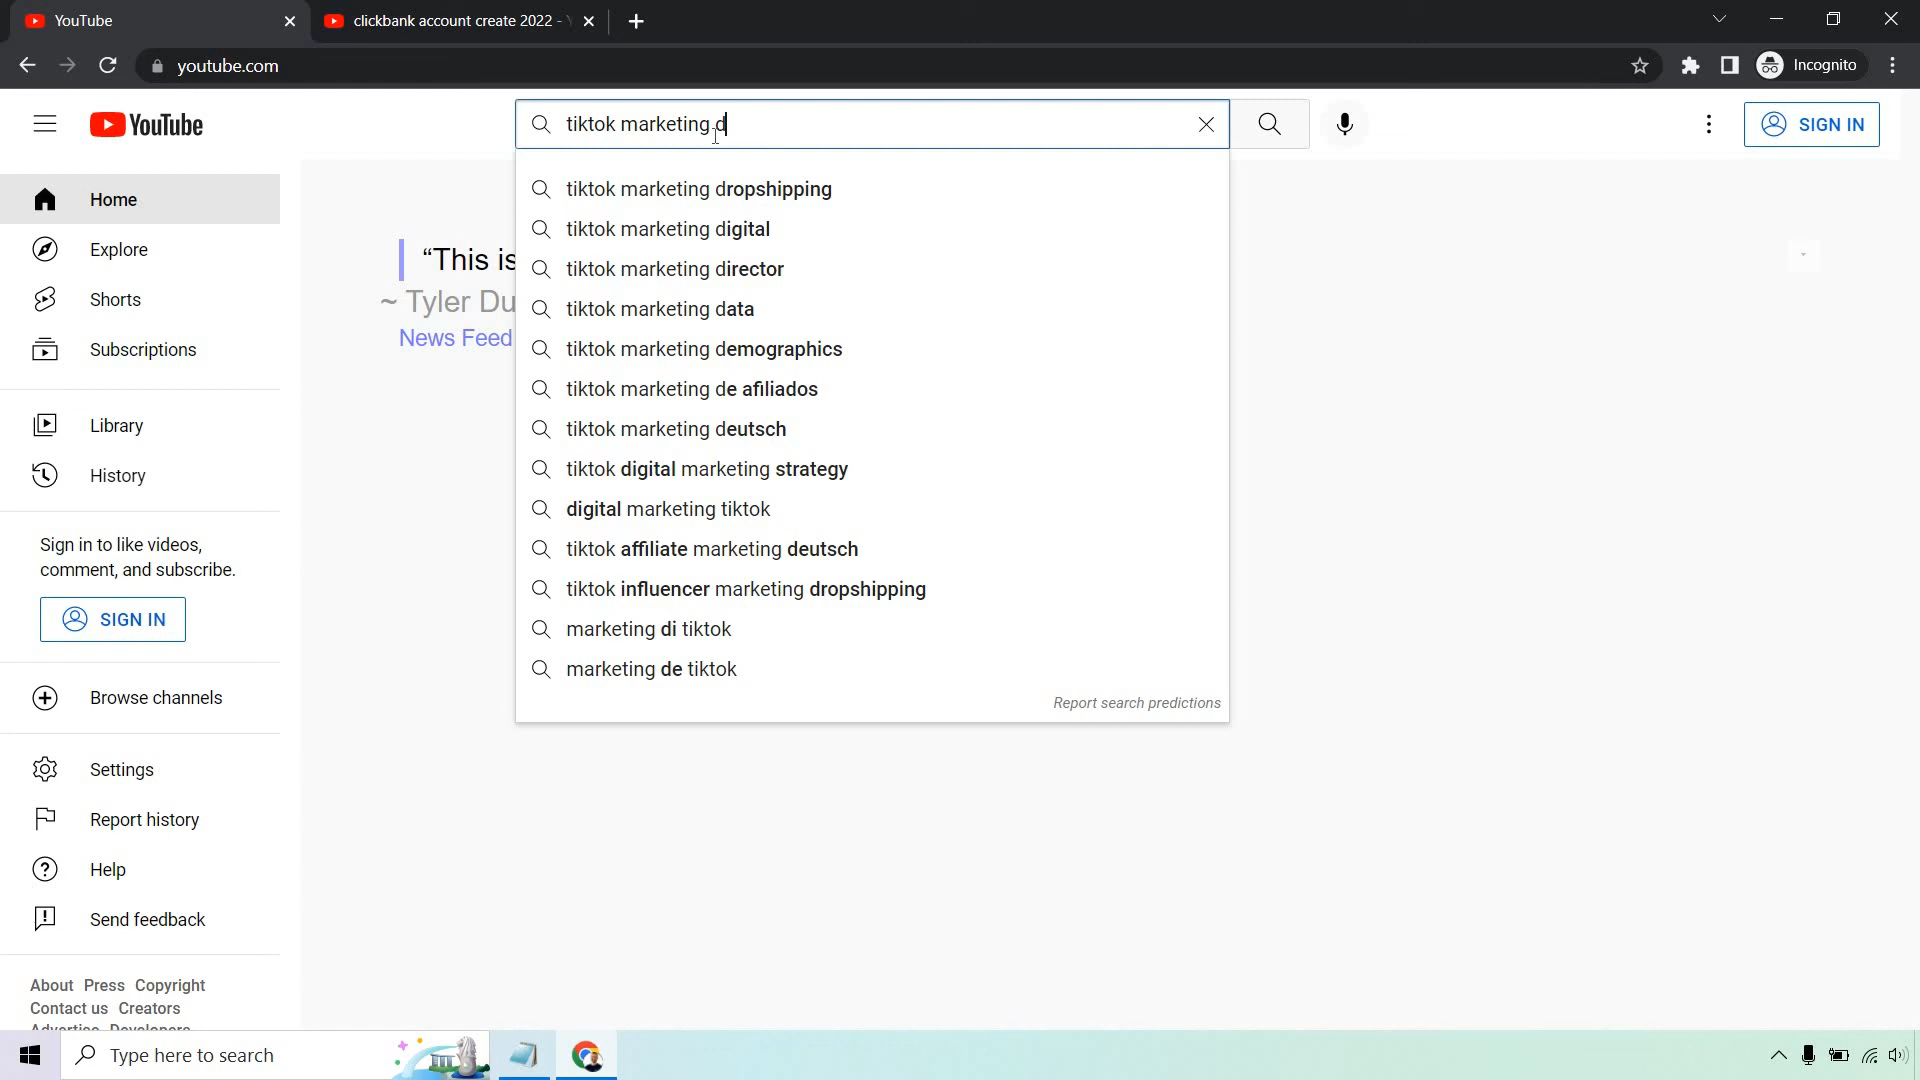 YouTube
clickbank account create 2022 -
youtube.com
Incognito
YouTube
tiktok marketing d
SIGN IN
Home
Explore
Shorts
Subscriptions
Library
History
Sign in to like videos,
comment, and subscribe.
SIGN IN
Browse channels
Settings
Report history
Help
Send feedback
About Press Copyright
Contact us Creators
Advertise Developers
“This is
~ Tyler Du
News Feed
tiktok marketing dropshipping
tiktok marketing digital
tiktok marketing director
tiktok marketing data
tiktok marketing demographics
tiktok marketing de afiliados
tiktok marketing deutsch
tiktok digital marketing strategy
digital marketing tiktok
tiktok affiliate marketing deutsch
tiktok influencer marketing dropshipping
marketing di tiktok
marketing de tiktok
Report search predictions
Type here to search